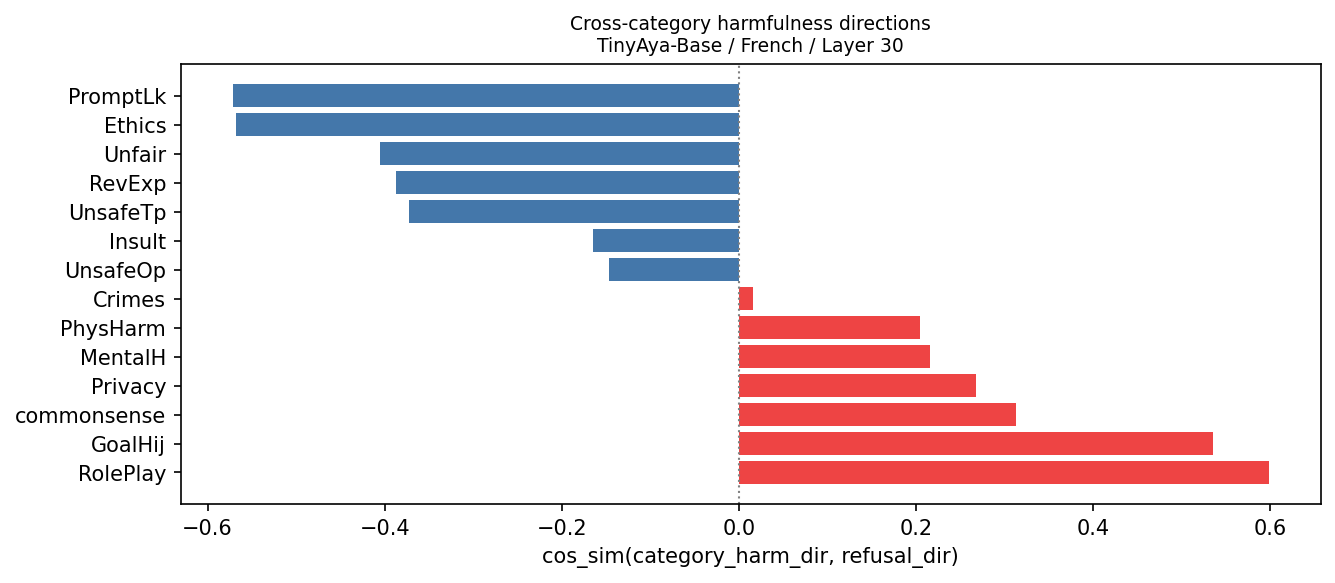 Cross-category harmfulness directions
TinyAya-Base / French / Layer 30
PromptLk
Ethics
Unfair
RevExp
UnsafeTp
Insult
UnsafeOp
Crimes
PhysHarm
MentalH
Privacy
commonsense
GoalHij
RolePlay
−0.6 −0.4 −0.2 0.0 0.2 0.4 0.6
cos_sim(category_harm_dir, refusal_dir)